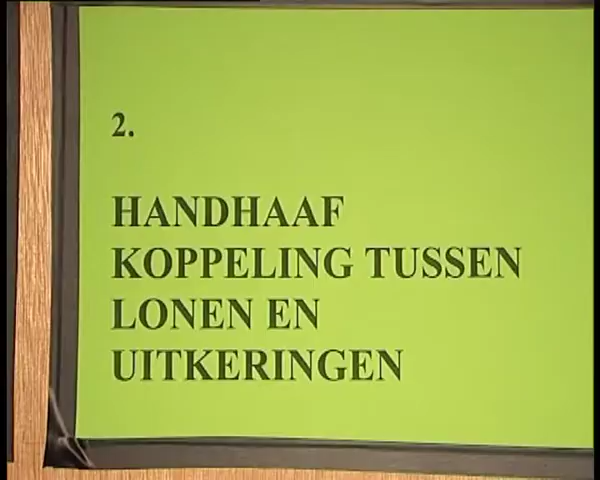 2.
HANDHAAF
KOPPELING TUSSEN
LONEN EN
UITKERINGEN